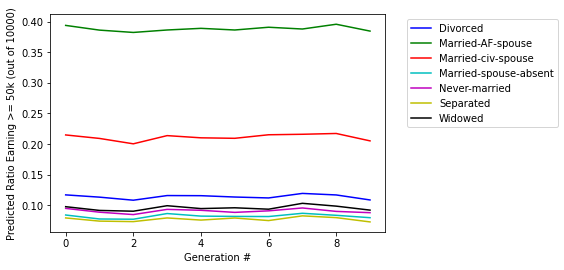 Predicted Ratio Earning >= 50k (out of 10000)
0.40
0.35
0.30
0.25
0.20
0.15
0.10
0
2
4
6
8
Generation #
Divorced
Married-AF-spouse
Married-civ-spouse
Married-spouse-absent
Never-married
Separated
Widowed